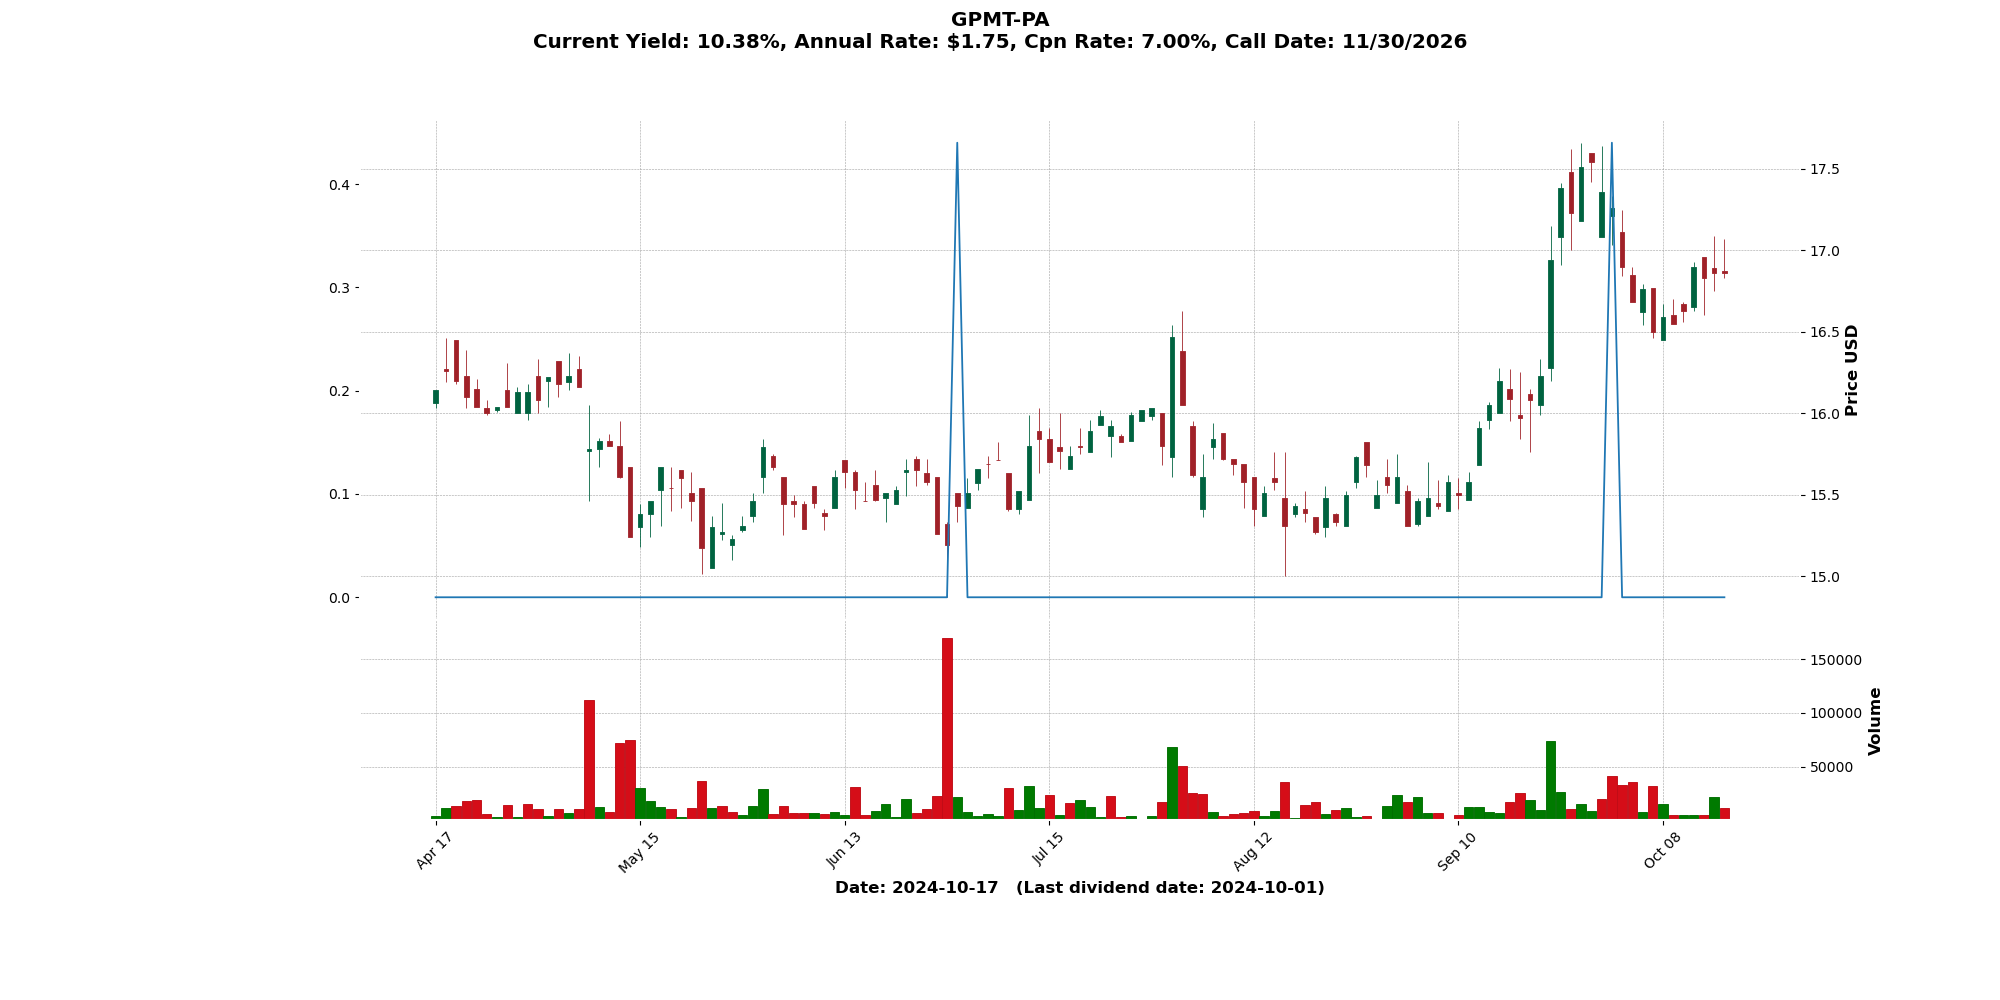 GPMT-PA
Current Yield: 10.38%, Annual Rate: $1.75, Cpn Rate: 7.00%, Call Date: 11/30/2026
0.4
0.3
0.2
0.1
0.0
17.5
17.0
16.5
16.0
15.5
15.0
Price USD
150000
100000
50000
Volume
Apr 17
May 15
Jun 13
Jul 15
Aug 12
Sep 10
Oct 08
Date: 2024-10-17 (Last dividend date: 2024-10-01)